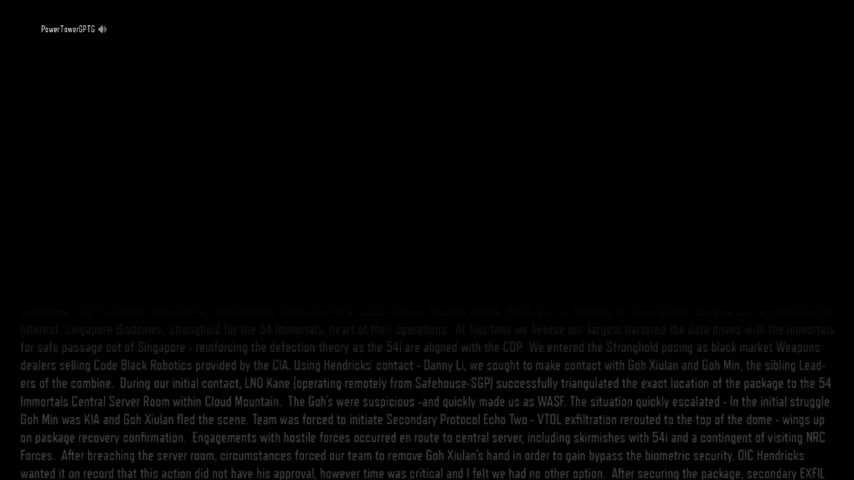 PowerTowerGPTG
Interest, Singapore Biodomes; Stronghold for the 54 Immortals, heart of their operations.  At this time we believe our Targets bartered the data drives with the Immortals
for safe passage out of Singapore - reinforcing the defection theory as the 54i are aligned with the CDP.  We entered the Stronghold posing as black market Weapons
dealers selling Code Black Robotics provided by the CIA. Using Hendricks' contact - Danny Li, we sought to make contact with Goh Xiulan and Goh Min, the sibling Lead-
ers of the combine.  During our initial contact, LNO Kane (operating remotely from Safehouse-SGP) successfully triangulated the exact location of the package to the 54
Immortals Central Server Room within Cloud Mountain.  The Goh's were suspicious -and quickly made us as WASF. The situation quickly escalated - In the initial struggle
Goh Min was KIA and Goh Xiulan fled the scene. Team was forced to initiate Secondary Protocol Echo Two - VTOL exfiltration rerouted to the top of the dome - wings up
on package recovery confirmation.  Engagements with hostile forces occurred en route to central server, including skirmishes with 54i and a contingent of visiting NRC
Forces.  After breaching the server room, circumstances forced our team to remove Goh Xiulan's hand in order to gain bypass the biometric security. OIC Hendricks
wanted it on record that this action did not have his approval, however time was critical and I felt we had no other option.  After securing the package, secondary EXFIL